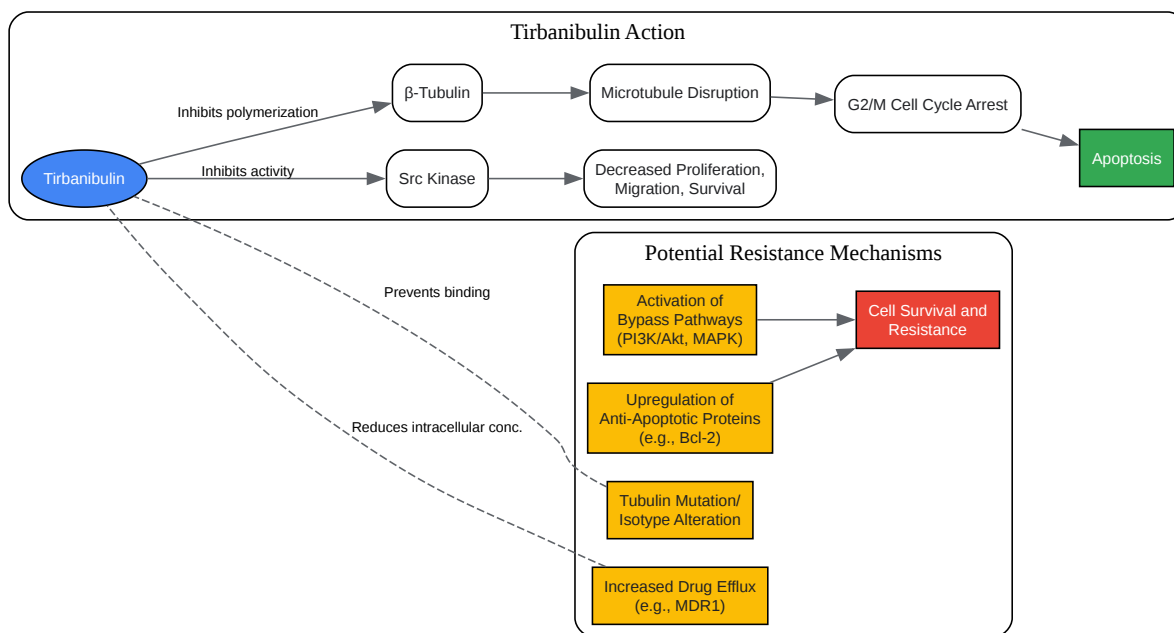 Tirbanibulin Action
Inhibits polymerization
β-Tubulin
Microtubule Disruption
G2/M Cell Cycle Arrest
Apoptosis
Tirbanibulin
Inhibits activity
Src Kinase
Decreased Proliferation,
Migration, Survival
Potential Resistance Mechanisms
Prevents binding
Activation of
Bypass Pathways
(PI3K/Akt, MAPK)
Cell Survival and
Resistance
Upregulation of
Anti-Apoptotic Proteins
(e.g., Bcl-2)
Reduces intracellular conc.
Tubulin Mutation/
Isotype Alteration
Increased Drug Efflux
(e.g., MDR1)